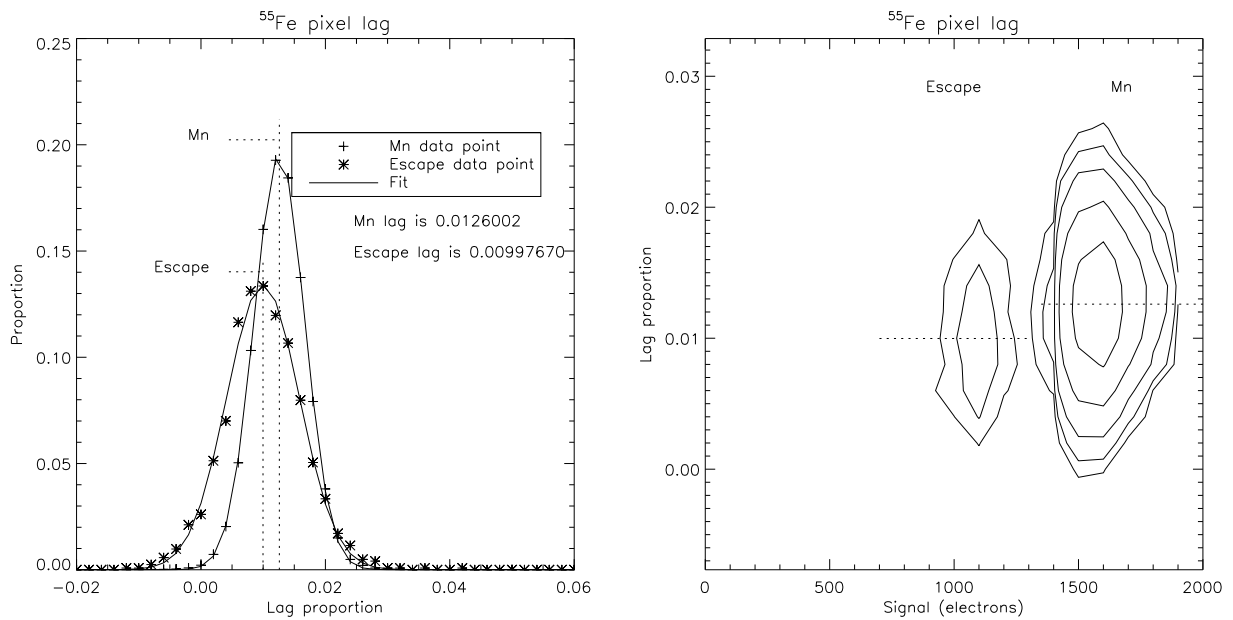 ⁵⁵Fe pixel lag
0.25
0.20
0.15
0.10
0.05
0.00
Proportion
Mn
Escape
Mn data point
Escape data point
Fit
Mn lag is 0.0126002
Escape lag is 0.00997670
−0.02 0.00 0.02 0.04 0.06
Lag proportion
⁵⁵Fe pixel lag
0.03
0.02
0.01
0.00
Lag proportion
Escape Mn
0 500 1000 1500 2000
Signal (electrons)